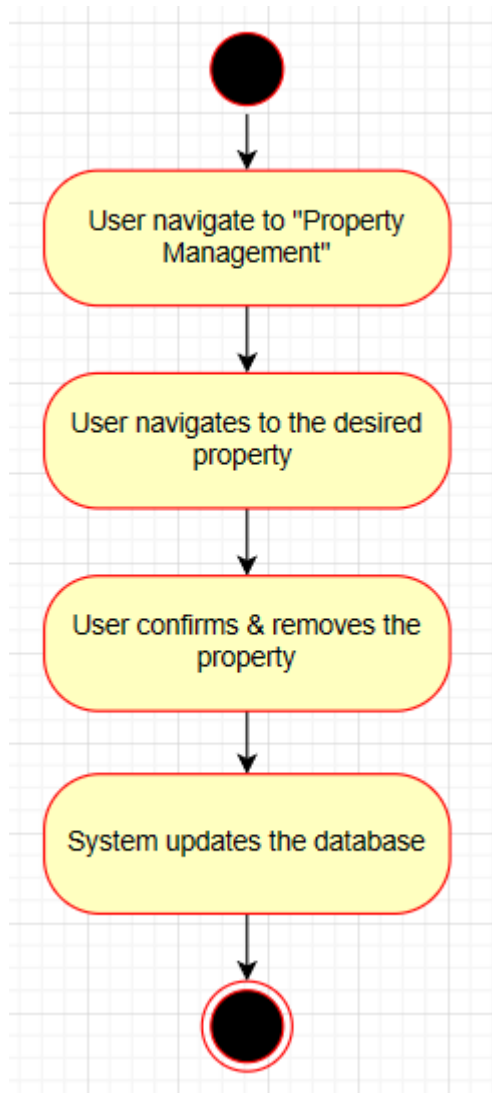 User navigate to "Property
Management"
User navigates to the desired
property
User confirms & removes the
property
System updates the database